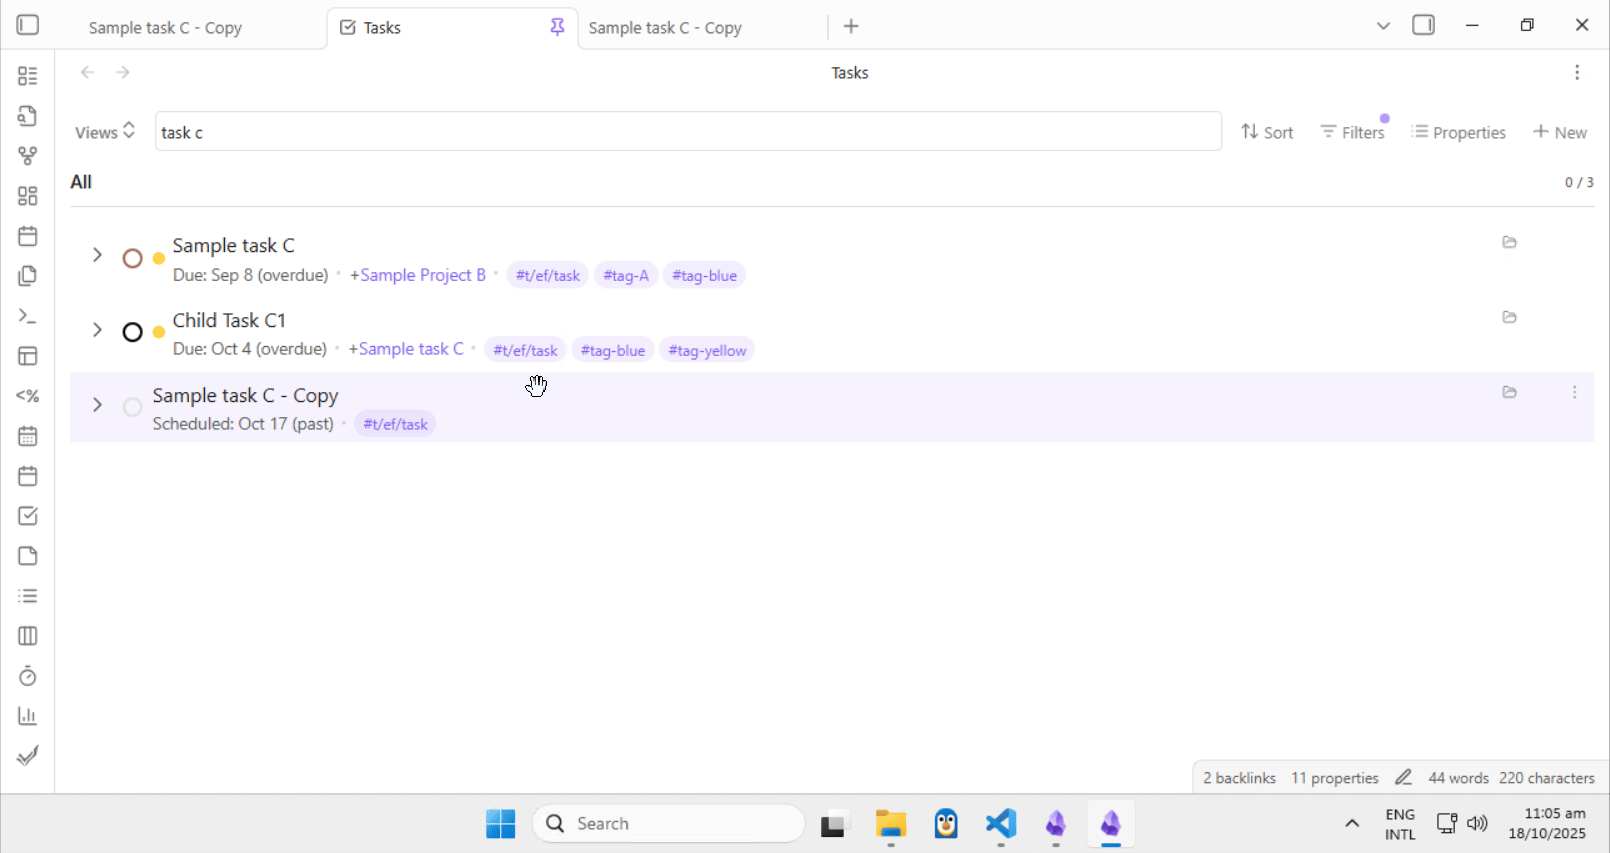 Sample task C - Copy
Tasks
Sample task C - Copy
Tasks
Views
task c
Sort
Filters
Properties
New
All
0 / 3
Sample task C
Due: Sep 8 (overdue) • +Sample Project B • #t/ef/task #tag-A #tag-blue
Child Task C1
Due: Oct 4 (overdue) • +Sample task C • #t/ef/task #tag-blue #tag-yellow
Sample task C - Copy
Scheduled: Oct 17 (past) • #t/ef/task
<%
2 backlinks 11 properties 44 words 220 characters
Search
ENG
INTL
11:05 am
18/10/2025